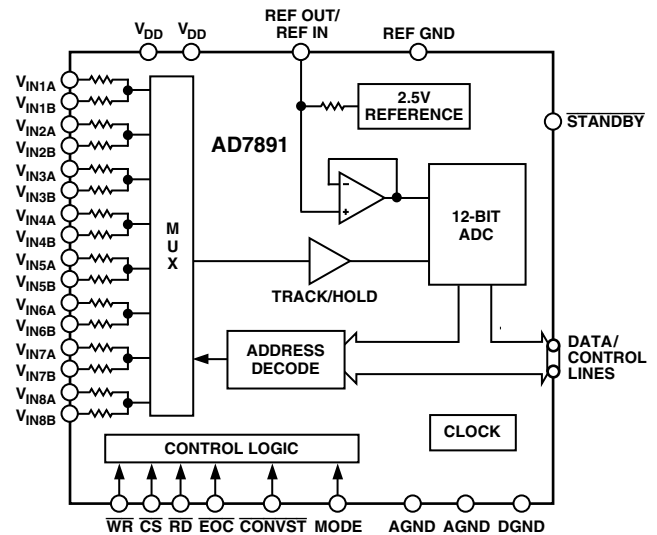 REF OUT/
REF IN
REF GND
VDD
VDD
VIN1A
VIN1B
VIN2A
VIN2B
VIN3A
VIN3B
VIN4A
VIN4B
VIN5A
VIN5B
VIN6A
VIN6B
VIN7A
VIN7B
VIN8A
VIN8B
MUX
AD7891
2.5V
REFERENCE
STANDBY
–
+
12-BIT
ADC
TRACK/HOLD
ADDRESS
DECODE
DATA/
CONTROL
LINES
CLOCK
CONTROL LOGIC
WR CS RD EOC CONVST MODE AGND AGND DGND